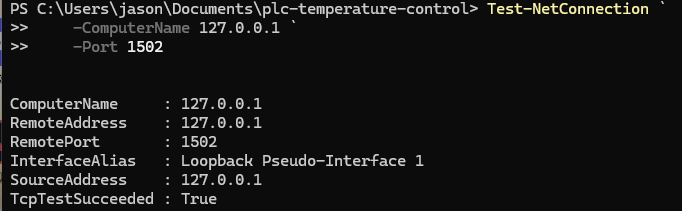 PS C:\Users\jason\Documents\plc-temperature-control> Test-NetConnection `
>>     -ComputerName 127.0.0.1 `
>>     -Port 1502
ComputerName     : 127.0.0.1
RemoteAddress    : 127.0.0.1
RemotePort       : 1502
InterfaceAlias   : Loopback Pseudo-Interface 1
SourceAddress    : 127.0.0.1
TcpTestSucceeded : True